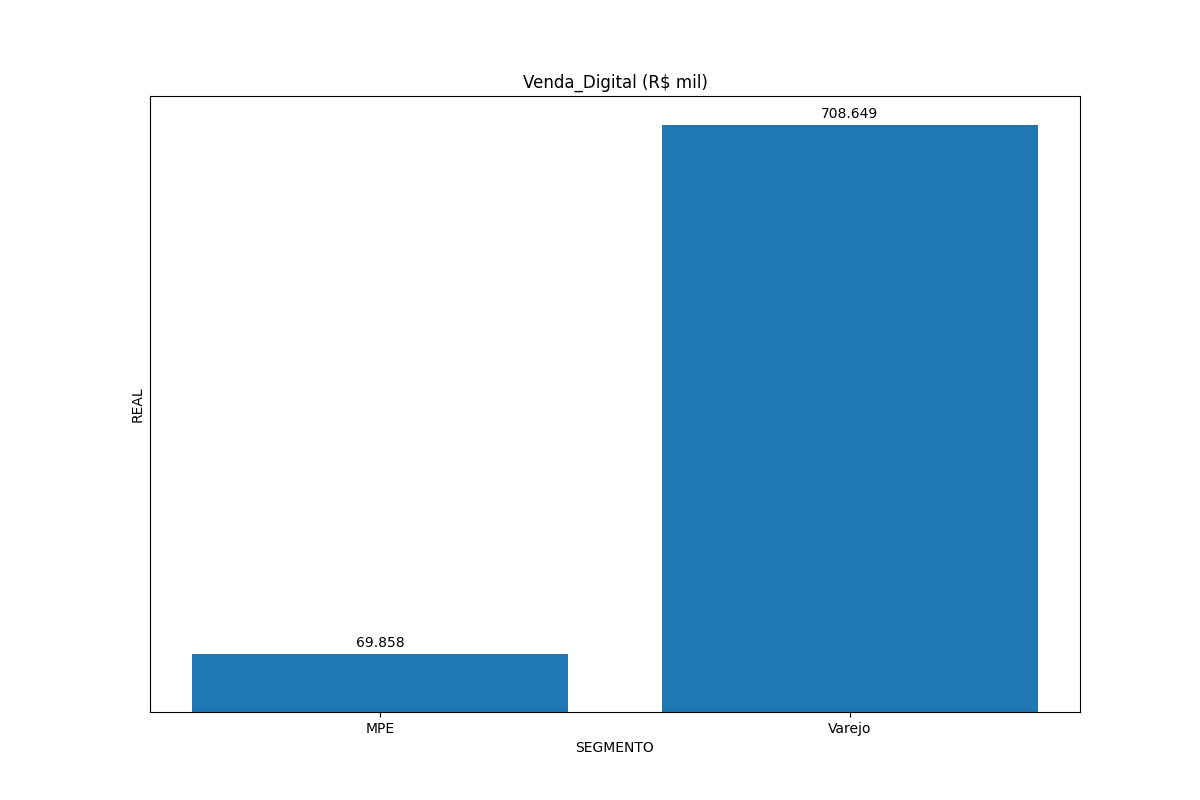 Venda_Digital (R$ mil)
708.649
REAL
69.858
MPE
Varejo
SEGMENTO